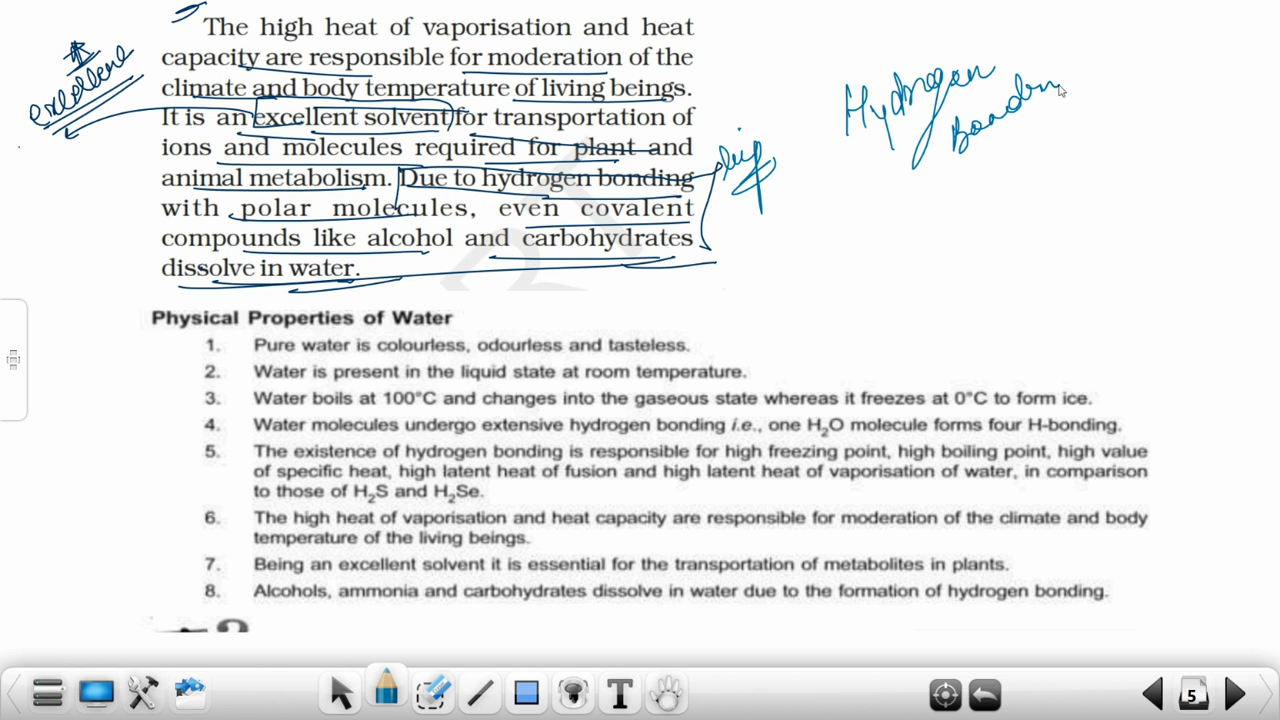 The high heat of vaporisation and heat
capacity are responsible for moderation of the
climate and body temperature of living beings.
It is an excellent solvent for transportation of
ions and molecules required for plant and
animal metabolism. Due to hydrogen bonding
with polar molecules, even covalent
compounds like alcohol and carbohydrates
dissolve in water.
Hydrogen
Physical Properties of Water
1. Pure water is colourless, odourless and tasteless.
2. Water is present in the liquid state at room temperature.
3. Water boils at 100°C and changes into the gaseous state whereas it freezes at 0°C to form ice.
4. Water molecules undergo extensive hydrogen bonding i.e., one H₂O molecule forms four H-bonding.
5. The existence of hydrogen bonding is responsible for high freezing point, high boiling point, high value
of specific heat, high latent heat of fusion and high latent heat of vaporisation of water, in comparison
to those of H₂S and H₂Se.
6. The high heat of vaporisation and heat capacity are responsible for moderation of the climate and body
temperature of the living beings.
7. Being an excellent solvent it is essential for the transportation of metabolites in plants.
8. Alcohols, ammonia and carbohydrates dissolve in water due to the formation of hydrogen bonding.
T
5